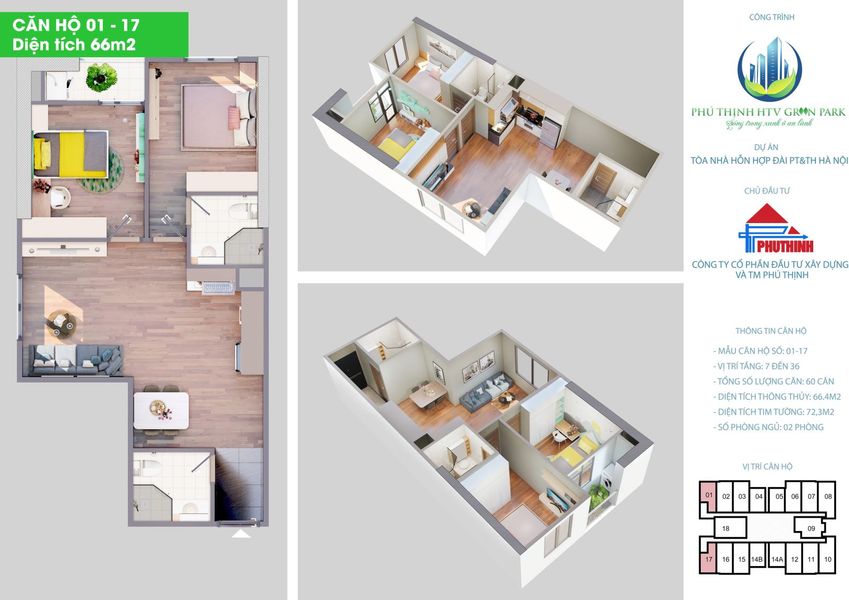 CĂN HỘ 01 - 17
Diện tích 66m2
CÔNG TRÌNH
PHÚ THỊNH HTV GREEN PARK
Sống trong xanh & an lành
DỰ ÁN
TÒA NHÀ HỖN HỢP ĐÀI PT&TH HÀ NỘI
CHỦ ĐẦU TƯ
PHUTHINH
CÔNG TY CỔ PHẦN ĐẦU TƯ XÂY DỰNG
VÀ TM PHÚ THỊNH
THÔNG TIN CĂN HỘ
- MẪU CĂN HỘ SỐ: 01-17
- VỊ TRÍ TẦNG: 7 ĐẾN 36
- TỔNG SỐ LƯỢNG CĂN: 60 CĂN
- DIỆN TÍCH THÔNG THỦY: 66.4M2
- DIỆN TÍCH TIM TƯỜNG: 72,3M2
- SỐ PHÒNG NGỦ: 02 PHÒNG
VỊ TRÍ CĂN HỘ
01 02 03 04 05 06 07 08
18 09
17 16 15 14B 14A 12 11 10